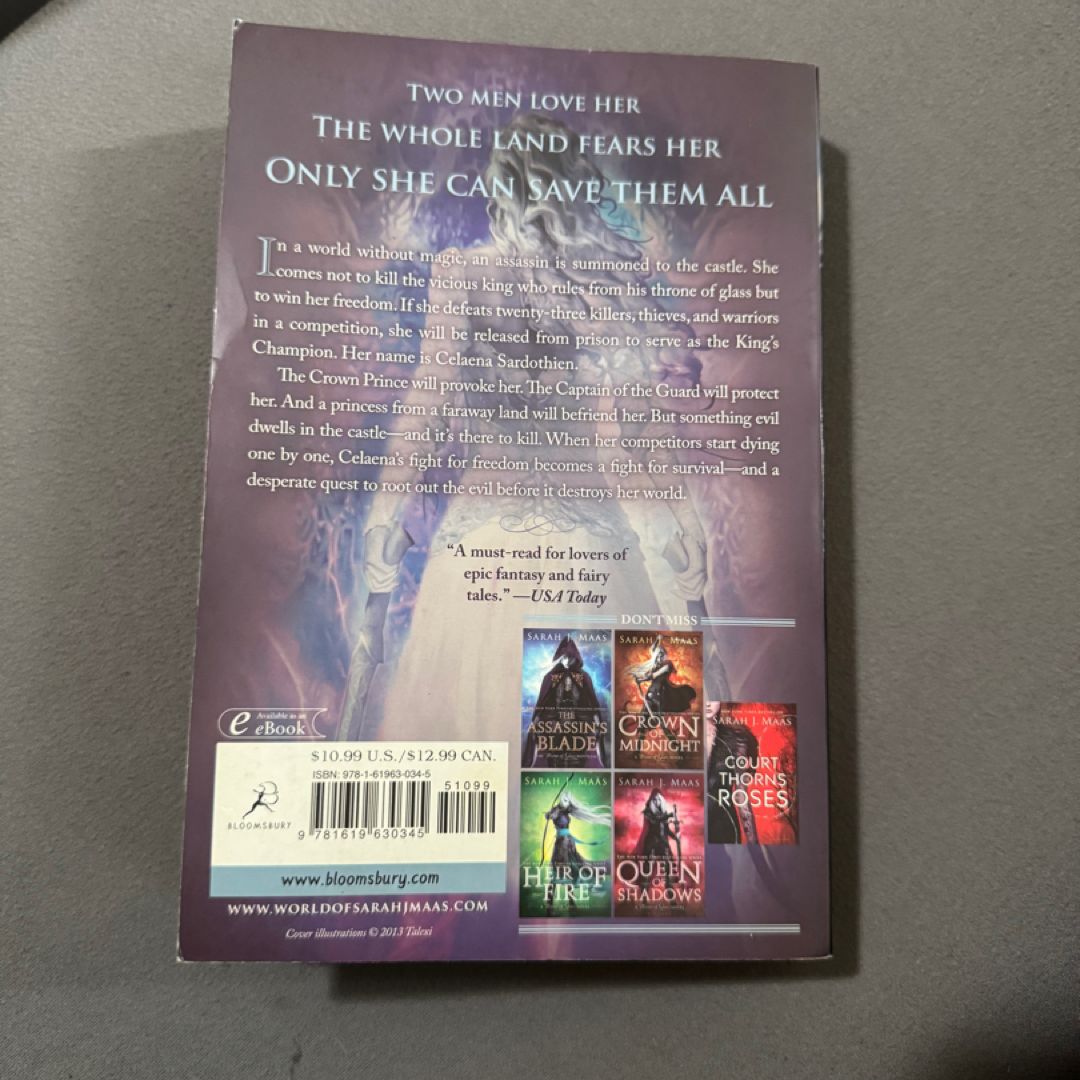 TWO MEN LOVE HER
THE WHOLE LAND FEARS HER
ONLY SHE CAN SAVE THEM ALL
In a world without magic, an assassin is summoned to the castle. She
comes not to kill the vicious king who rules from his throne of glass but
to win her freedom. If she defeats twenty-three killers, thieves, and warriors
in a competition, she will be released from prison to serve as the King's
Champion. Her name is Celaena Sardothien.
The Crown Prince will provoke her. The Captain of the Guard will protect
her. And a princess from a faraway land will befriend her. But something evil
dwells in the castle—and it's there to kill. When her competitors start dying
one by one, Celaena's fight for freedom becomes a fight for survival—and a
desperate quest to root out the evil before it destroys her world.
"A must-read for lovers of
epic fantasy and fairy
tales." —USA Today
DON'T MISS
SARAH J. MAAS
THE
ASSASSIN'S
BLADE
SARAH J. MAAS
CROWN
OF
MIDNIGHT
SARAH J. MAAS
HEIR OF
FIRE
SARAH J. MAAS
QUEEN
OF
SHADOWS
SARAH J. MAAS
COURT
THORNS
ROSES
e Available as an
eBook
$10.99 U.S./$12.99 CAN.
ISBN: 978-1-61963-034-5
51099
9 781619 630345
BLOOMSBURY
www.bloomsbury.com
WWW.WORLDOFSARAHJMAAS.COM
Cover illustrations © 2013 Talexi